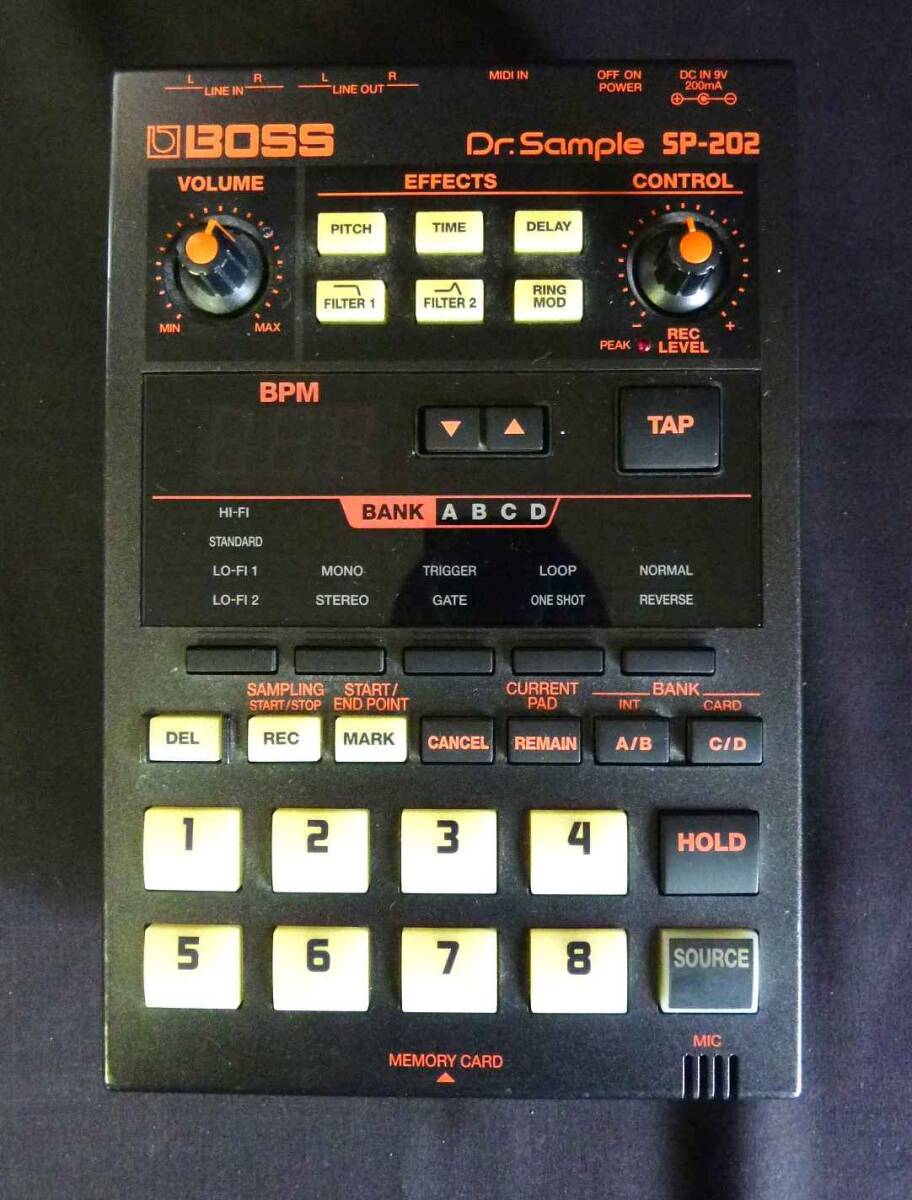 L R L R MIDI IN OFF ON DC IN 9V
LINE IN LINE OUT POWER 200mA
BOSS Dr.Sample SP-202
VOLUME EFFECTS CONTROL
PITCH TIME DELAY
FILTER 1 FILTER 2 RING
MOD
MIN MAX - REC +
PEAK LEVEL
BPM
TAP
BANK A B C D
HI-FI
STANDARD
LO-FI 1 MONO TRIGGER LOOP NORMAL
LO-FI 2 STEREO GATE ONE SHOT REVERSE
SAMPLING START/ CURRENT BANK
START/STOP END POINT PAD INT CARD
DEL REC MARK CANCEL REMAIN A/B C/D
1 2 3 4 HOLD
5 6 7 8 SOURCE
MIC
MEMORY CARD